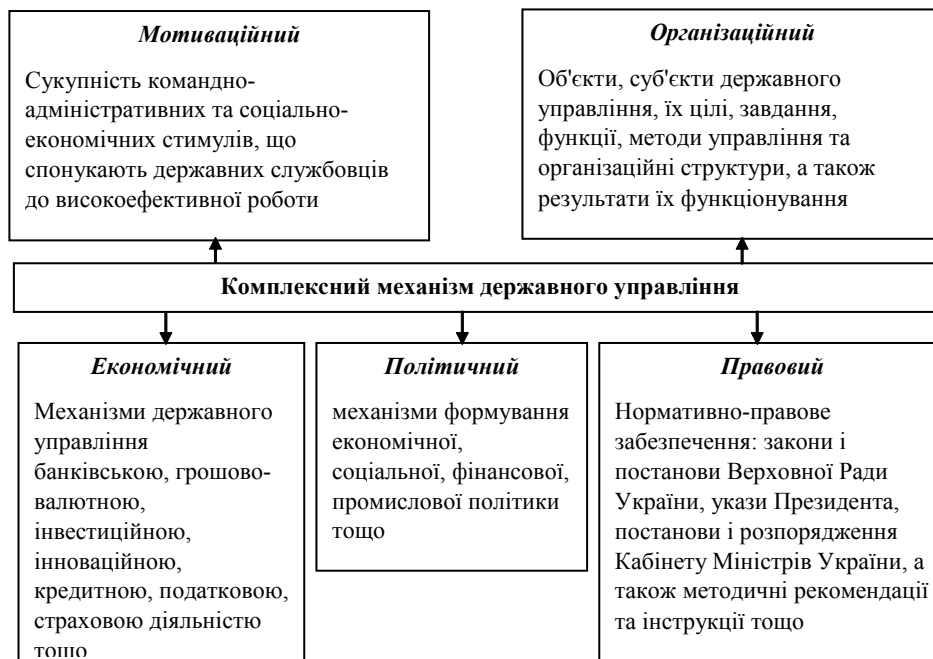 Мотиваційний
Сукупність командно-
адміністративних та соціально-
економічних стимулів, що
спонукають державних службовців
до високоефективної роботи
Організаційний
Об'єкти, суб'єкти державного
управління, їх цілі, завдання,
функції, методи управління та
організаційні структури, а також
результати їх функціонування
Комплексний механізм державного управління
Економічний
Механізми державного
управління
банківською, грошово-
валютною,
інвестиційною,
інноваційною,
кредитною, податковою,
страховою діяльністю
тощо
Політичний
механізми формування
економічної,
соціальної, фінансової,
промислової політики
тощо
Правовий
Нормативно-правове
забезпечення: закони і
постанови Верховної Ради
України, укази Президента,
постанови і розпорядження
Кабінету Міністрів України, а
також методичні рекомендації
та інструкції тощо